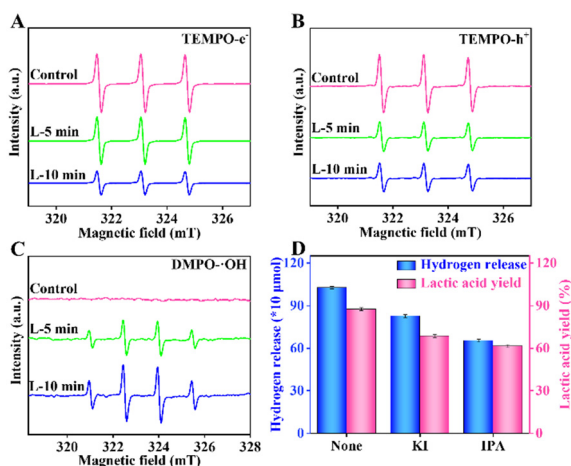 A
TEMPO-e⁻
Control
L-5 min
L-10 min
Intensity (a.u.)
320 322 324 326
Magnetic field (mT)
B
TEMPO-h⁺
Control
L-5 min
L-10 min
Intensity (a.u.)
320 322 324 326
Magnetic field (mT)
C
DMPO-·OH
Control
L-5 min
L-10 min
Intensity (a.u.)
320 322 324 326 328
Magnetic field (mT)
D
Hydrogen release
Lactic acid yield
120 120
90 90
60 60
30 30
0 0
Hydrogen release (*10 μmol)
Lactic acid yield (%)
None KI IPA